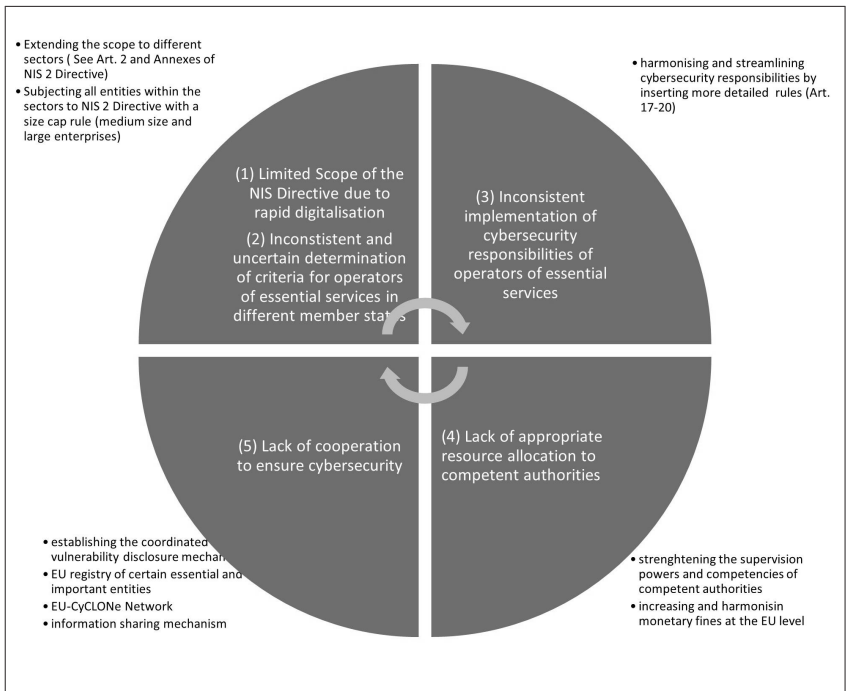 • Extending the scope to different
sectors ( See Art. 2 and Annexes of
NIS 2 Directive)
• Subjecting all entities within the
sectors to NIS 2 Directive with a
size cap rule (medium size and
large enterprises)
• harmonising and streamlining
cybersecurity responsibilities by
inserting more detailed rules (Art.
17-20)
(1) Limited Scope of the
NIS Directive due to
rapid digitalisation
(2) Inconstistent and
uncertain determination
of criteria for operators
of essential services in
different member states
(3) Inconsistent
implementation of
cybersecurity
responsibilities of
operators of essential
services
(5) Lack of cooperation
to ensure cybersecurity
(4) Lack of appropriate
resource allocation to
competent authorities
• establishing the coordinated
vulnerability disclosure
• EU registry of certain essential and
important entities
• EU-CyCLONe Network
• information sharing mechanism
• strenghtening the supervision
powers and competencies of
competent authorities
• increasing and harmonisin
monetary fines at the EU level